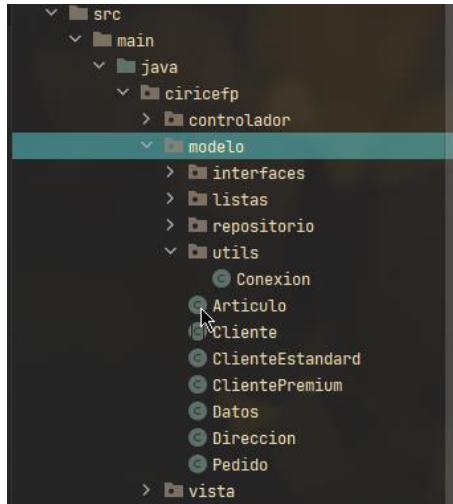 src
main
java
ciricefp
controlador
modelo
interfaces
listas
repositorio
utils
Conexion
Articulo
Cliente
ClienteEstandard
ClientePremium
Datos
Direccion
Pedido
vista